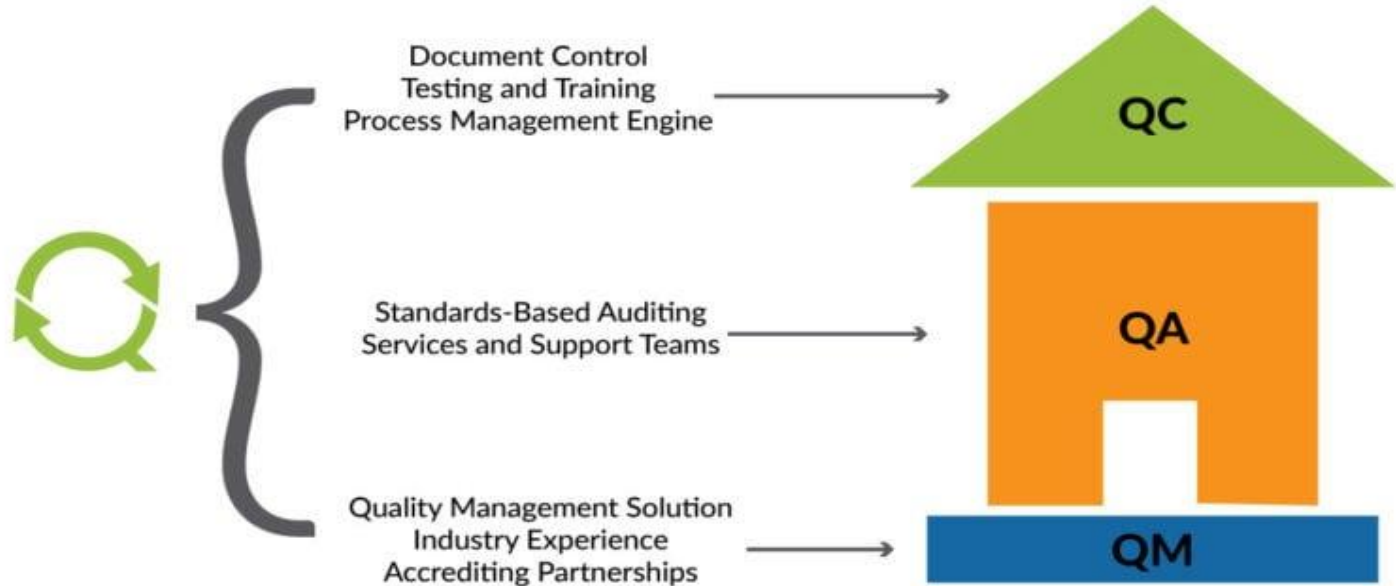 Document Control
Testing and Training
Process Management Engine
QC
Standards-Based Auditing
Services and Support Teams
QA
Quality Management Solution
Industry Experience
Accrediting Partnerships
QM